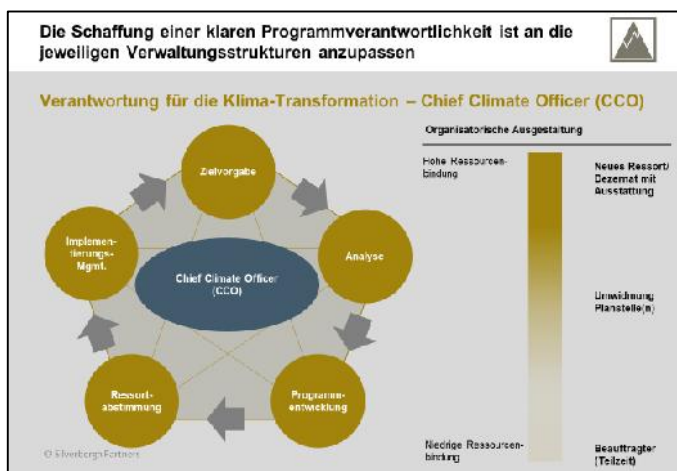 Die Schaffung einer klaren Programmverantwortlichkeit ist an die
jeweiligen Verwaltungsstrukturen anzupassen
Verantwortung für die Klima-Transformation – Chief Climate Officer (CCO)
Zielvorgabe
Implemen-
tierungs-
Mgmt.
Analyse
Chief Climate Officer
(CCO)
Ressort-
abstimmung
Programm-
entwicklung
© Silverbergh Partners
Organisatorische Ausgestaltung
Hohe Ressourcen-
bindung
Neues Ressort/
Dezernat mit
Ausstattung
Umwidmung
Planstelle(n)
Niedrige Ressourcen-
bindung
Beauftragter
(Teilzeit)